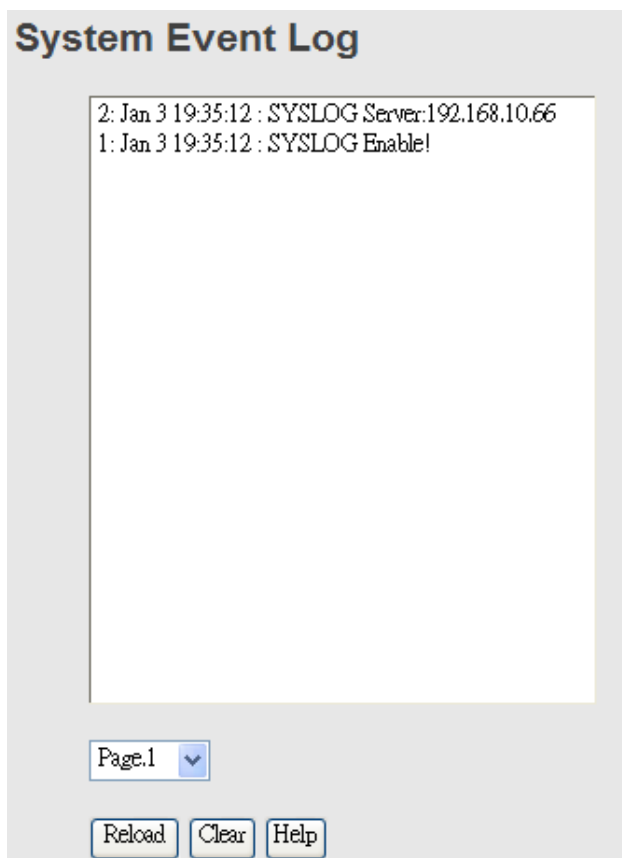 System Event Log
2: Jan 3 19:35:12 : SYSLOG Server:192.168.10.66
1: Jan 3 19:35:12 : SYSLOG Enable!
Page.1
Reload Clear Help